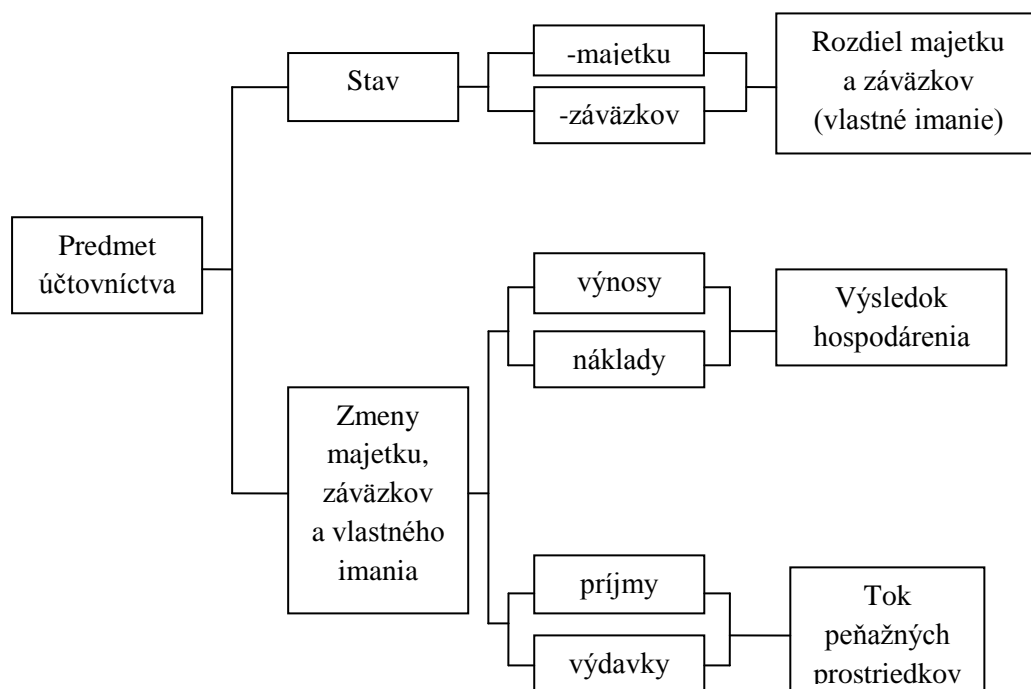 Stav
-majetku
-záväzkov
Rozdiel majetku
a záväzkov
(vlastné imanie)
Predmet
účtovníctva
výnosy
náklady
Výsledok
hospodárenia
Zmeny
majetku,
záväzkov
a vlastného
imania
príjmy
výdavky
Tok
peňažných
prostriedkov